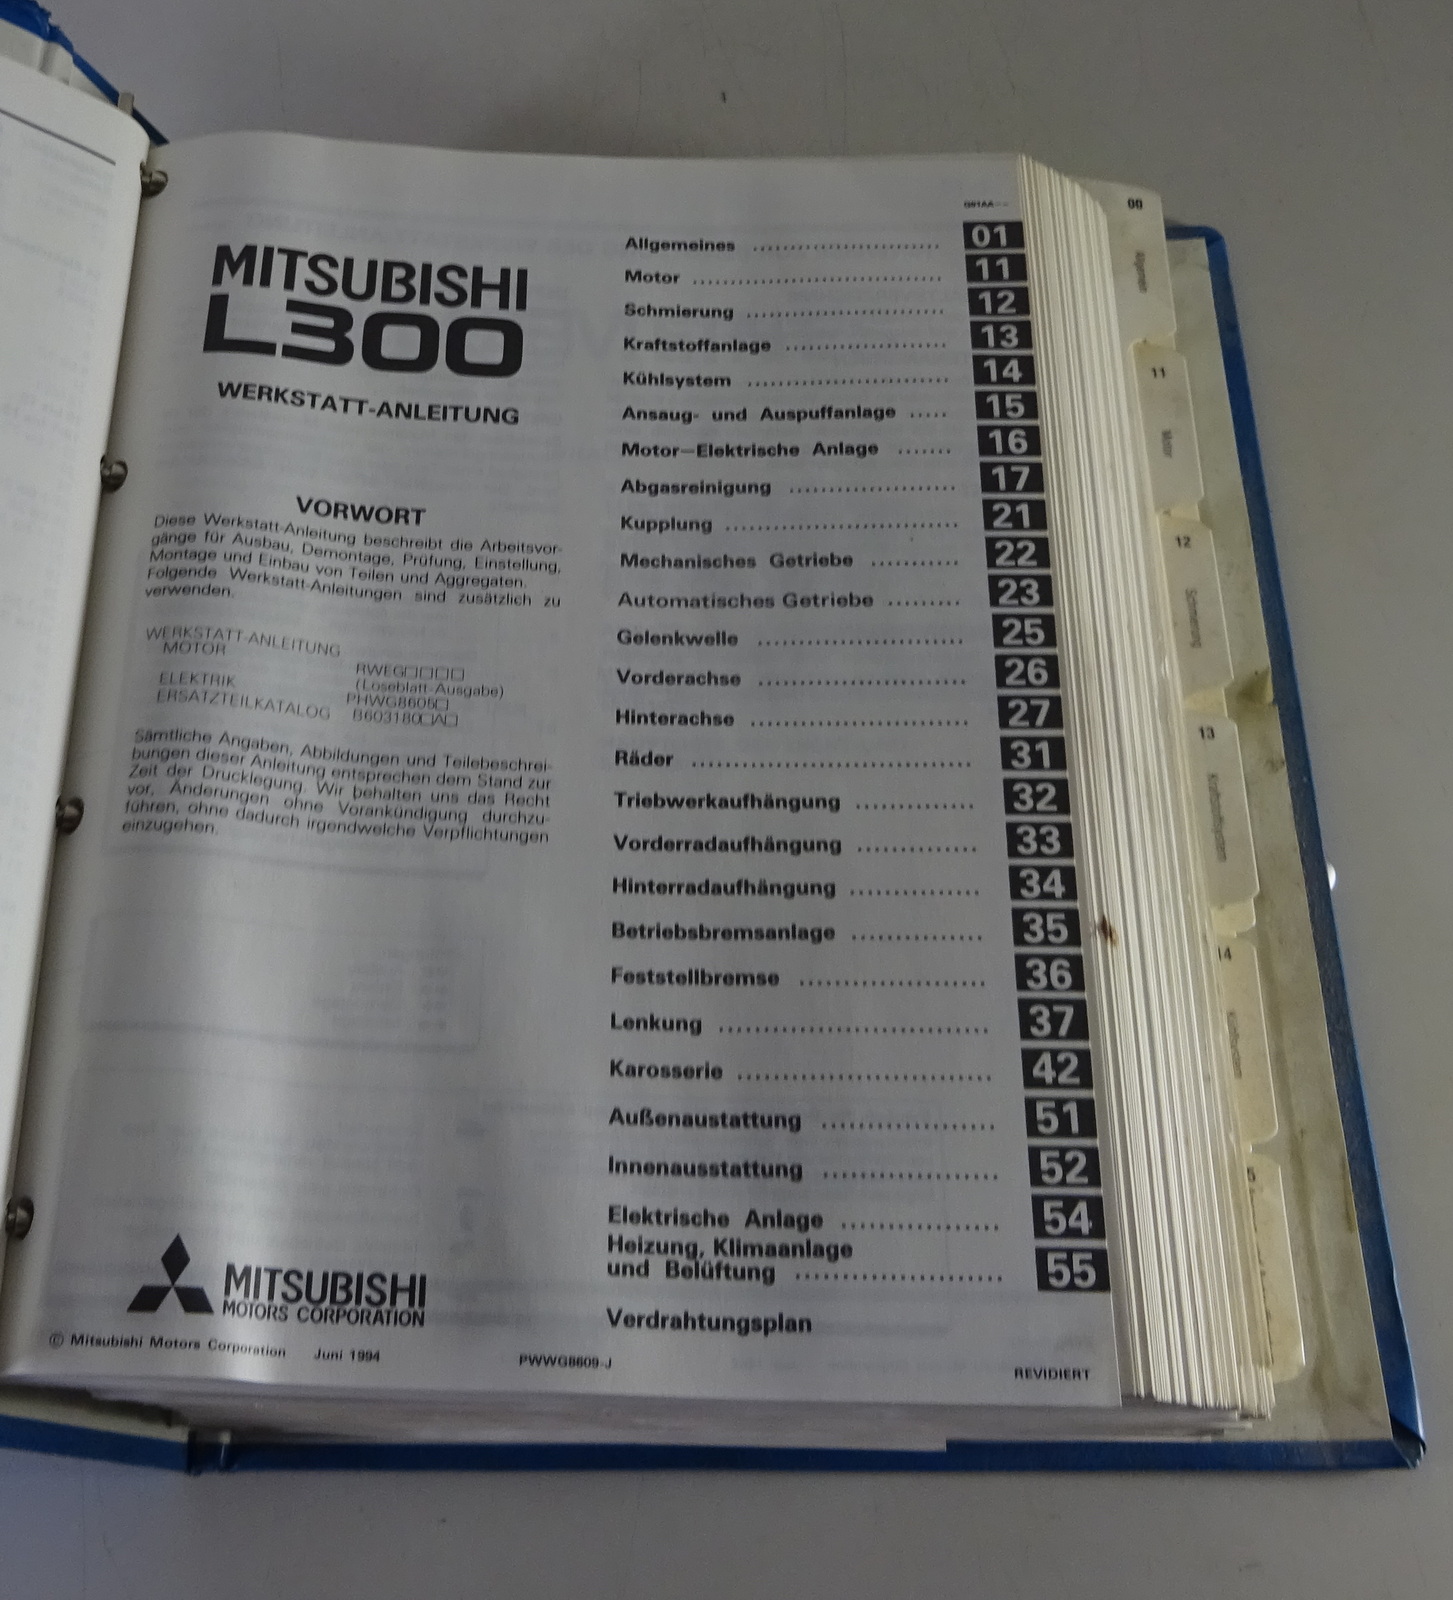 MITSUBISHI
L300
WERKSTATT-ANLEITUNG
VORWORT
Diese Werkstatt-Anleitung beschreibt die Arbeitsvor-
gänge für Ausbau, Demontage, Prüfung, Einstellung,
Montage und Einbau von Teilen und Aggregaten.
Folgende Werkstatt-Anleitungen sind zusätzlich zu
verwenden.
WERKSTATT-ANLEITUNG
MOTOR RWEG□□□□
(Loseblatt-Ausgabe)
ELEKTRIK PHWG8605□
ERSATZTEILKATALOG B603180□A□
Sämtliche Angaben, Abbildungen und Teilebeschrei-
bungen dieser Anleitung entsprechen dem Stand zur
Zeit der Drucklegung. Wir behalten uns das Recht
vor, Änderungen ohne Vorankündigung durchzu-
führen, ohne dadurch irgendwelche Verpflichtungen
einzugehen.
MITSUBISHI
MOTORS CORPORATION
© Mitsubishi Motors Corporation Juni 1994
PWWG8609-J
REVIDIERT
Allgemeines 01
Motor 11
Schmierung 12
Kraftstoffanlage 13
Kühlsystem 14
Ansaug- und Auspuffanlage 15
Motor—Elektrische Anlage 16
Abgasreinigung 17
Kupplung 21
Mechanisches Getriebe 22
Automatisches Getriebe 23
Gelenkwelle 25
Vorderachse 26
Hinterachse 27
Räder 31
Triebwerkaufhängung 32
Vorderradaufhängung 33
Hinterradaufhängung 34
Betriebsbremsanlage 35
Feststellbremse 36
Lenkung 37
Karosserie 42
Außenaustattung 51
Innenausstattung 52
Elektrische Anlage 54
Heizung, Klimaanlage
und Belüftung 55
Verdrahtungsplan
00
11
Motor
12
Schmierung
13
14
5